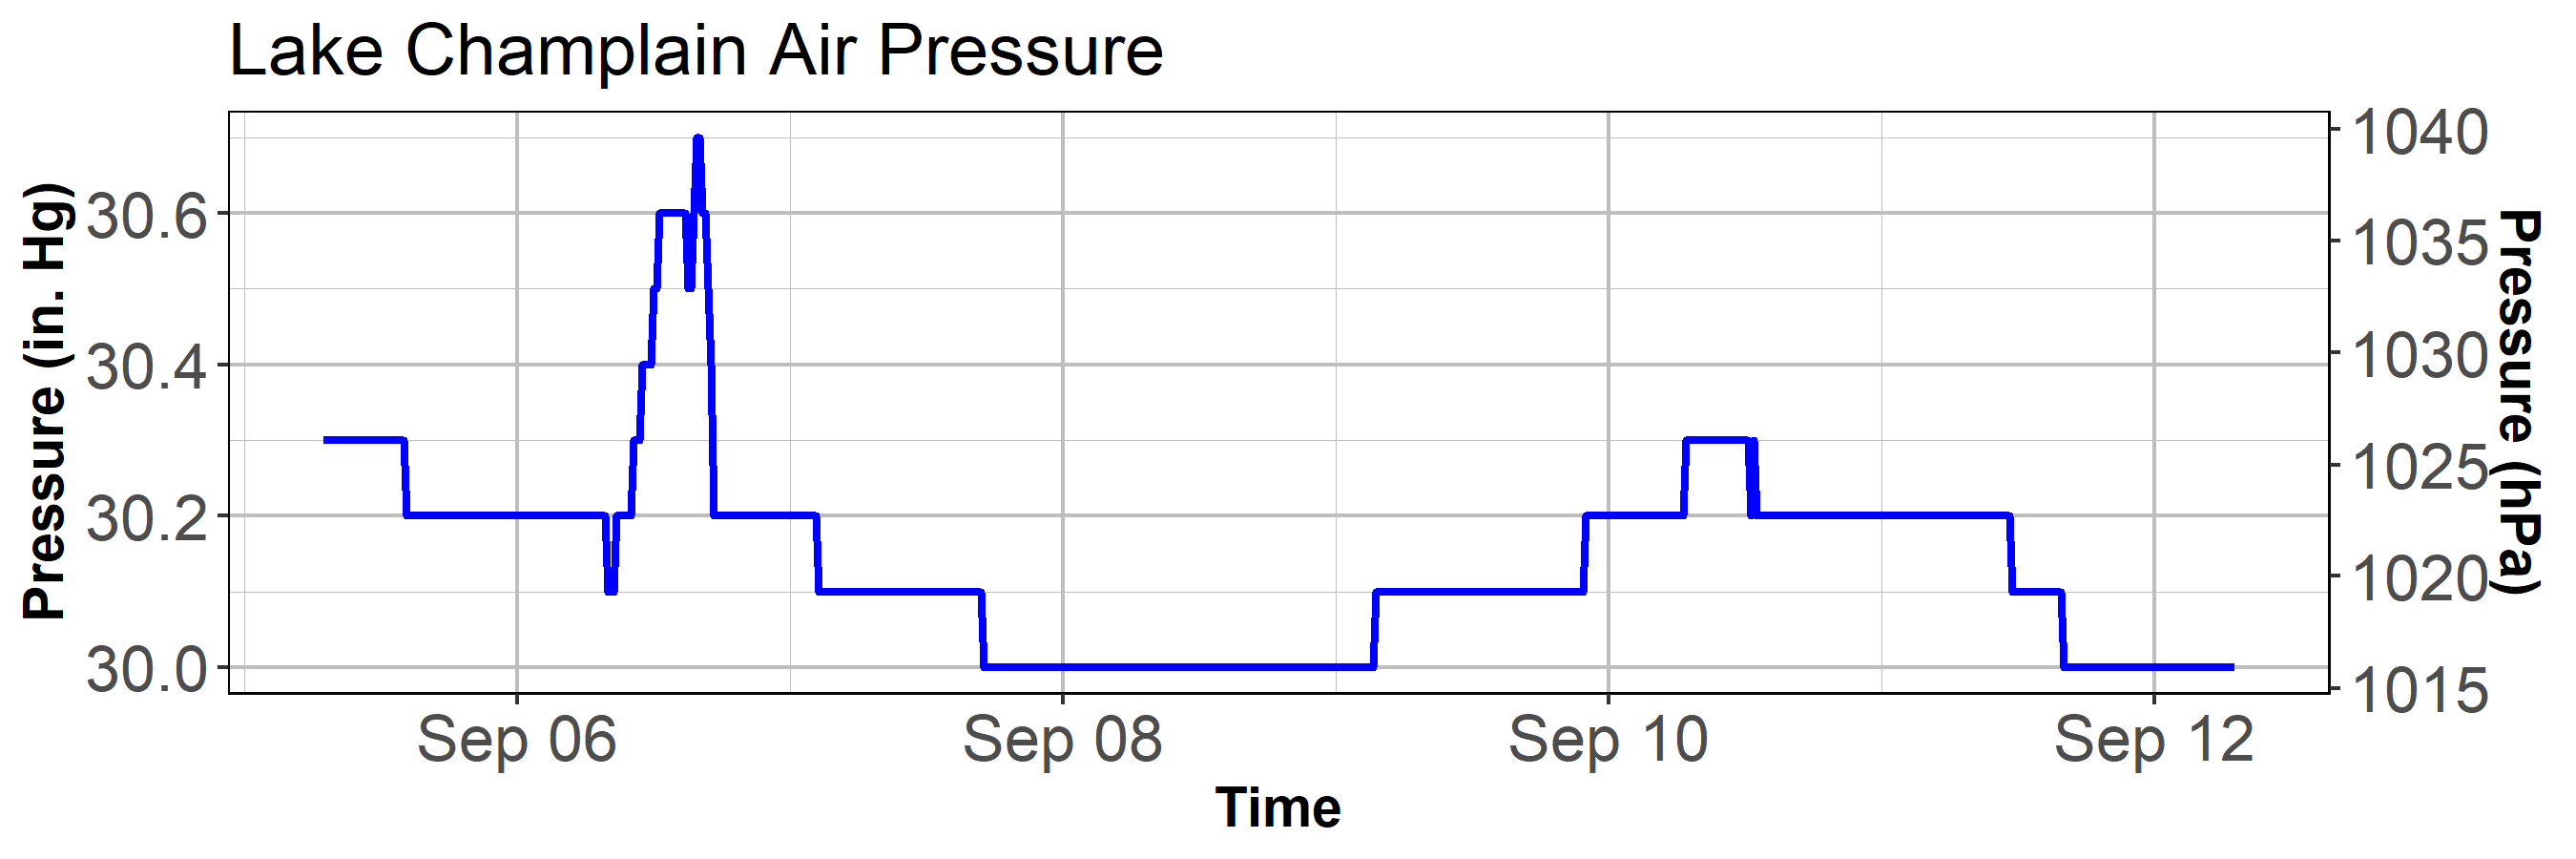 Lake Champlain Air Pressure
Pressure (in. Hg)
30.6
30.4
30.2
30.0
1040
1035
1030
1025
1020
1015
Pressure (hPa)
Sep 06 Sep 08 Sep 10 Sep 12
Time